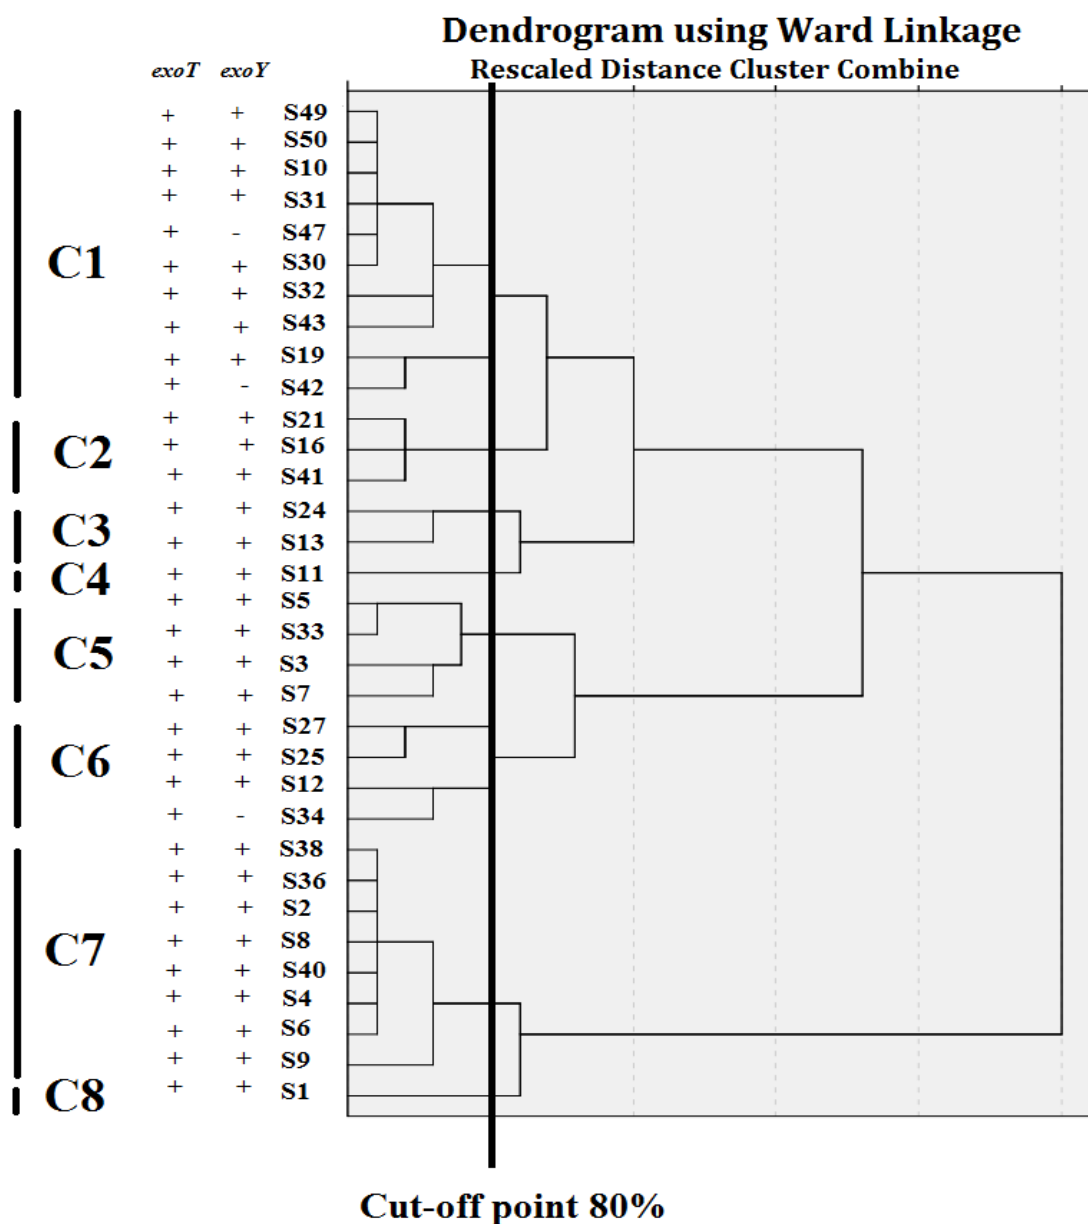 Dendrogram using Ward Linkage
Rescaled Distance Cluster Combine
exoT exoY
+ + S49
+ + S50
+ + S10
+ + S31
+ - S47
C1
+ + S30
+ + S32
+ + S43
+ + S19
+ - S42
+ + S21
C2
+ + S16
+ + S41
+ + S24
C3
+ + S13
C4
+ + S11
+ + S5
+ + S33
C5
+ + S3
+ + S7
+ + S27
C6
+ + S25
+ + S12
+ - S34
+ + S38
+ + S36
+ + S2
C7
+ + S8
+ + S40
+ + S4
+ + S6
+ + S9
C8
+ + S1
Cut-off point 80%